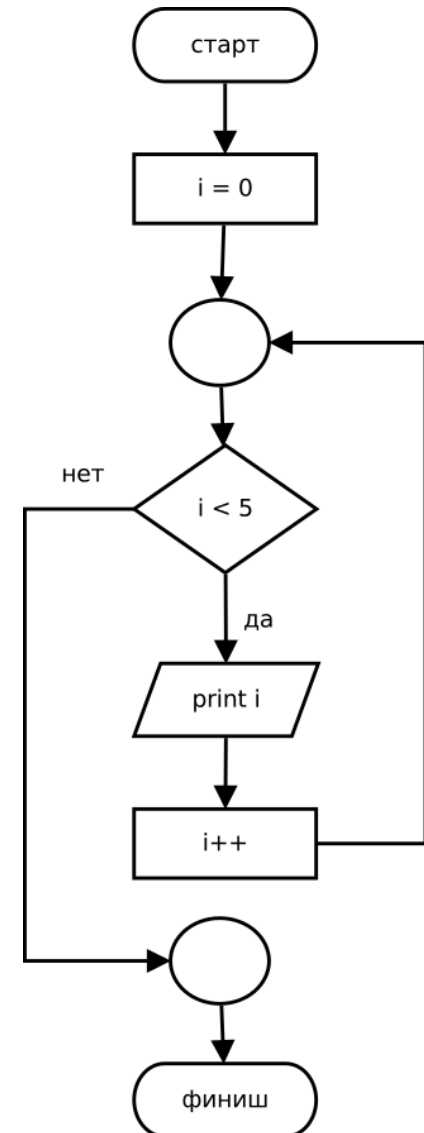 старт
i = 0
нет
i < 5
да
print i
i++
финиш